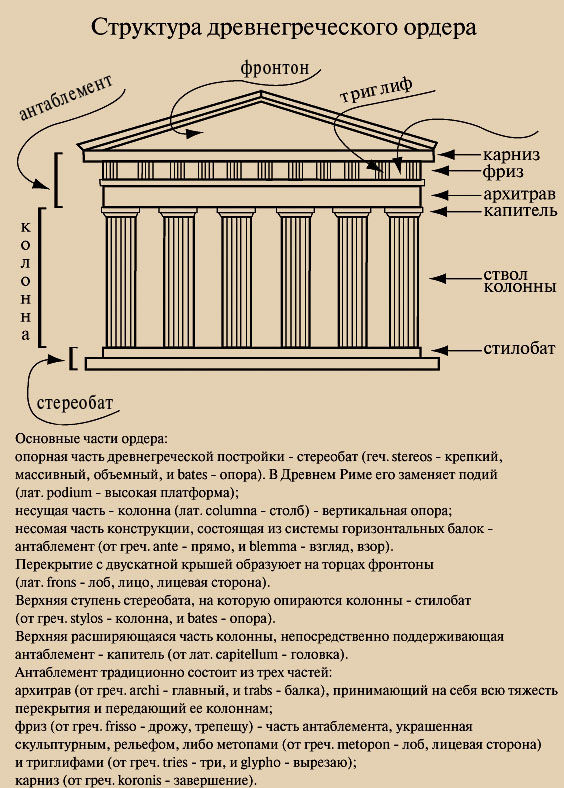 Структура древнегреческого ордера
фронтон
антаблемент
триглиф
карниз
фриз
архитрав
капитель
колонна
ствол
колонны
стилобат
стереобат
Основные части ордера:
опорная часть древнегреческой постройки - стереобат (геч. stereos - крепкий,
массивный, объемный, и bates - опора). В Древнем Риме его заменяет подий
(лат. podium - высокая платформа);
несущая часть - колонна (лат. columna - столб) - вертикальная опора;
несомая часть конструкции, состоящая из системы горизонтальных балок -
антаблемент (от греч. ante - прямо, и blemma - взгляд, взор).
Перекрытие с двускатной крышей образуюет на торцах фронтоны
(лат. frons - лоб, лицо, лицевая сторона).
Верхняя ступень стереобата, на которую опираются колонны - стилобат
(от греч. stylos - колонна, и bates - опора).
Верхняя расширяющаяся часть колонны, непосредственно поддерживающая
антаблемент - капитель (от лат. capitellum - головка).
Антаблемент традиционно состоит из трех частей:
архитрав (от греч. archi - главный, и trabs - балка), принимающий на себя всю тяжесть
перекрытия и передающий ее колоннам;
фриз (от греч. frisso - дрожу, трепещу) - часть антаблемента, украшенная
скульптурным, рельефом, либо метопами (от греч. metopon - лоб, лицевая сторона)
и триглифами (от греч. tries - три, и glypho - вырезаю);
карниз (от греч. koronis - завершение).